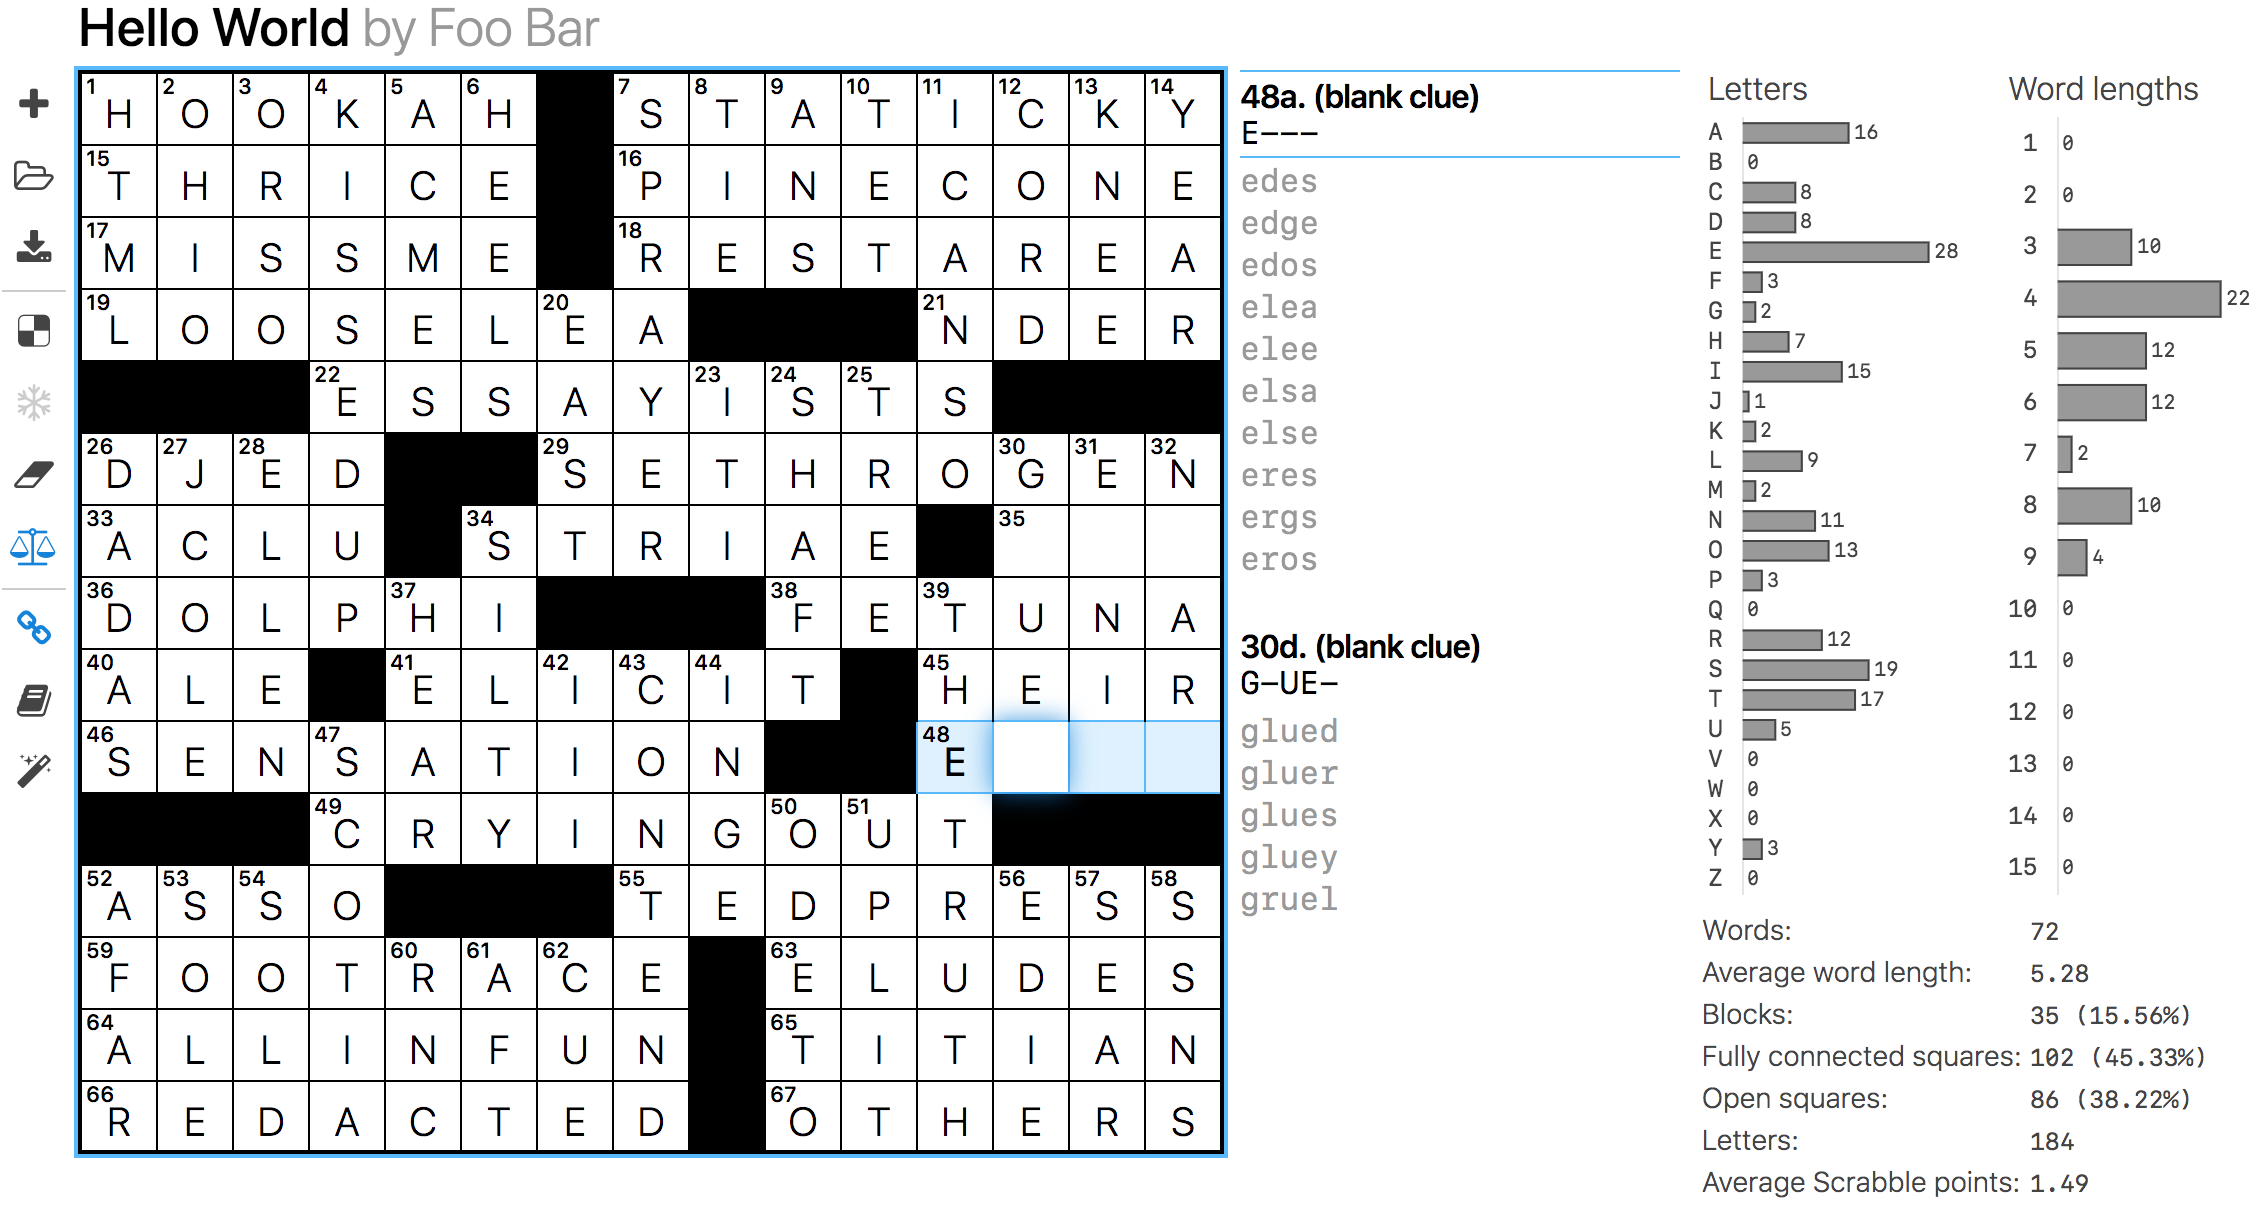 Hello World by Foo Bar
1 2 3 4 5 6 7 8 9 10 11 12 13 14
H O O K A H S T A T I C K Y
15 16
T H R I C E P I N E C O N E
17 18
M I S S M E R E S T A R E A
19 20 21
L O O S E L E A N D E R
22 23 24 25
E S S A Y I S T S
26 27 28 29 30 31 32
D J E D S E T H R O G E N
33 34 35
A C L U S T R I A E
36 37 38 39
D O L P H I F E T U N A
40 41 42 43 44 45
A L E E L I C I T H E I R
46 47 48
S E N S A T I O N E
49 50 51
C R Y I N G O U T
52 53 54 55 56 57 58
A S S O T E D P R E S S
59 60 61 62 63
F O O T R A C E E L U D E S
64 65
A L L I N F U N T I T I A N
66 67
R E D A C T E D O T H E R S
48a. (blank clue)
E–––
edes
edge
edos
elea
elee
elsa
else
eres
ergs
eros
30d. (blank clue)
G–UE–
glued
gluer
glues
gluey
gruel
Letters
A 16
B 0
C 8
D 8
E 28
F 3
G 2
H 7
I 15
J 1
K 2
L 9
M 2
N 11
O 13
P 3
Q 0
R 12
S 19
T 17
U 5
V 0
W 0
X 0
Y 3
Z 0
Word lengths
1 0
2 0
3 10
4 22
5 12
6 12
7 2
8 10
9 4
10 0
11 0
12 0
13 0
14 0
15 0
Words: 72
Average word length: 5.28
Blocks: 35 (15.56%)
Fully connected squares: 102 (45.33%)
Open squares: 86 (38.22%)
Letters: 184
Average Scrabble points: 1.49